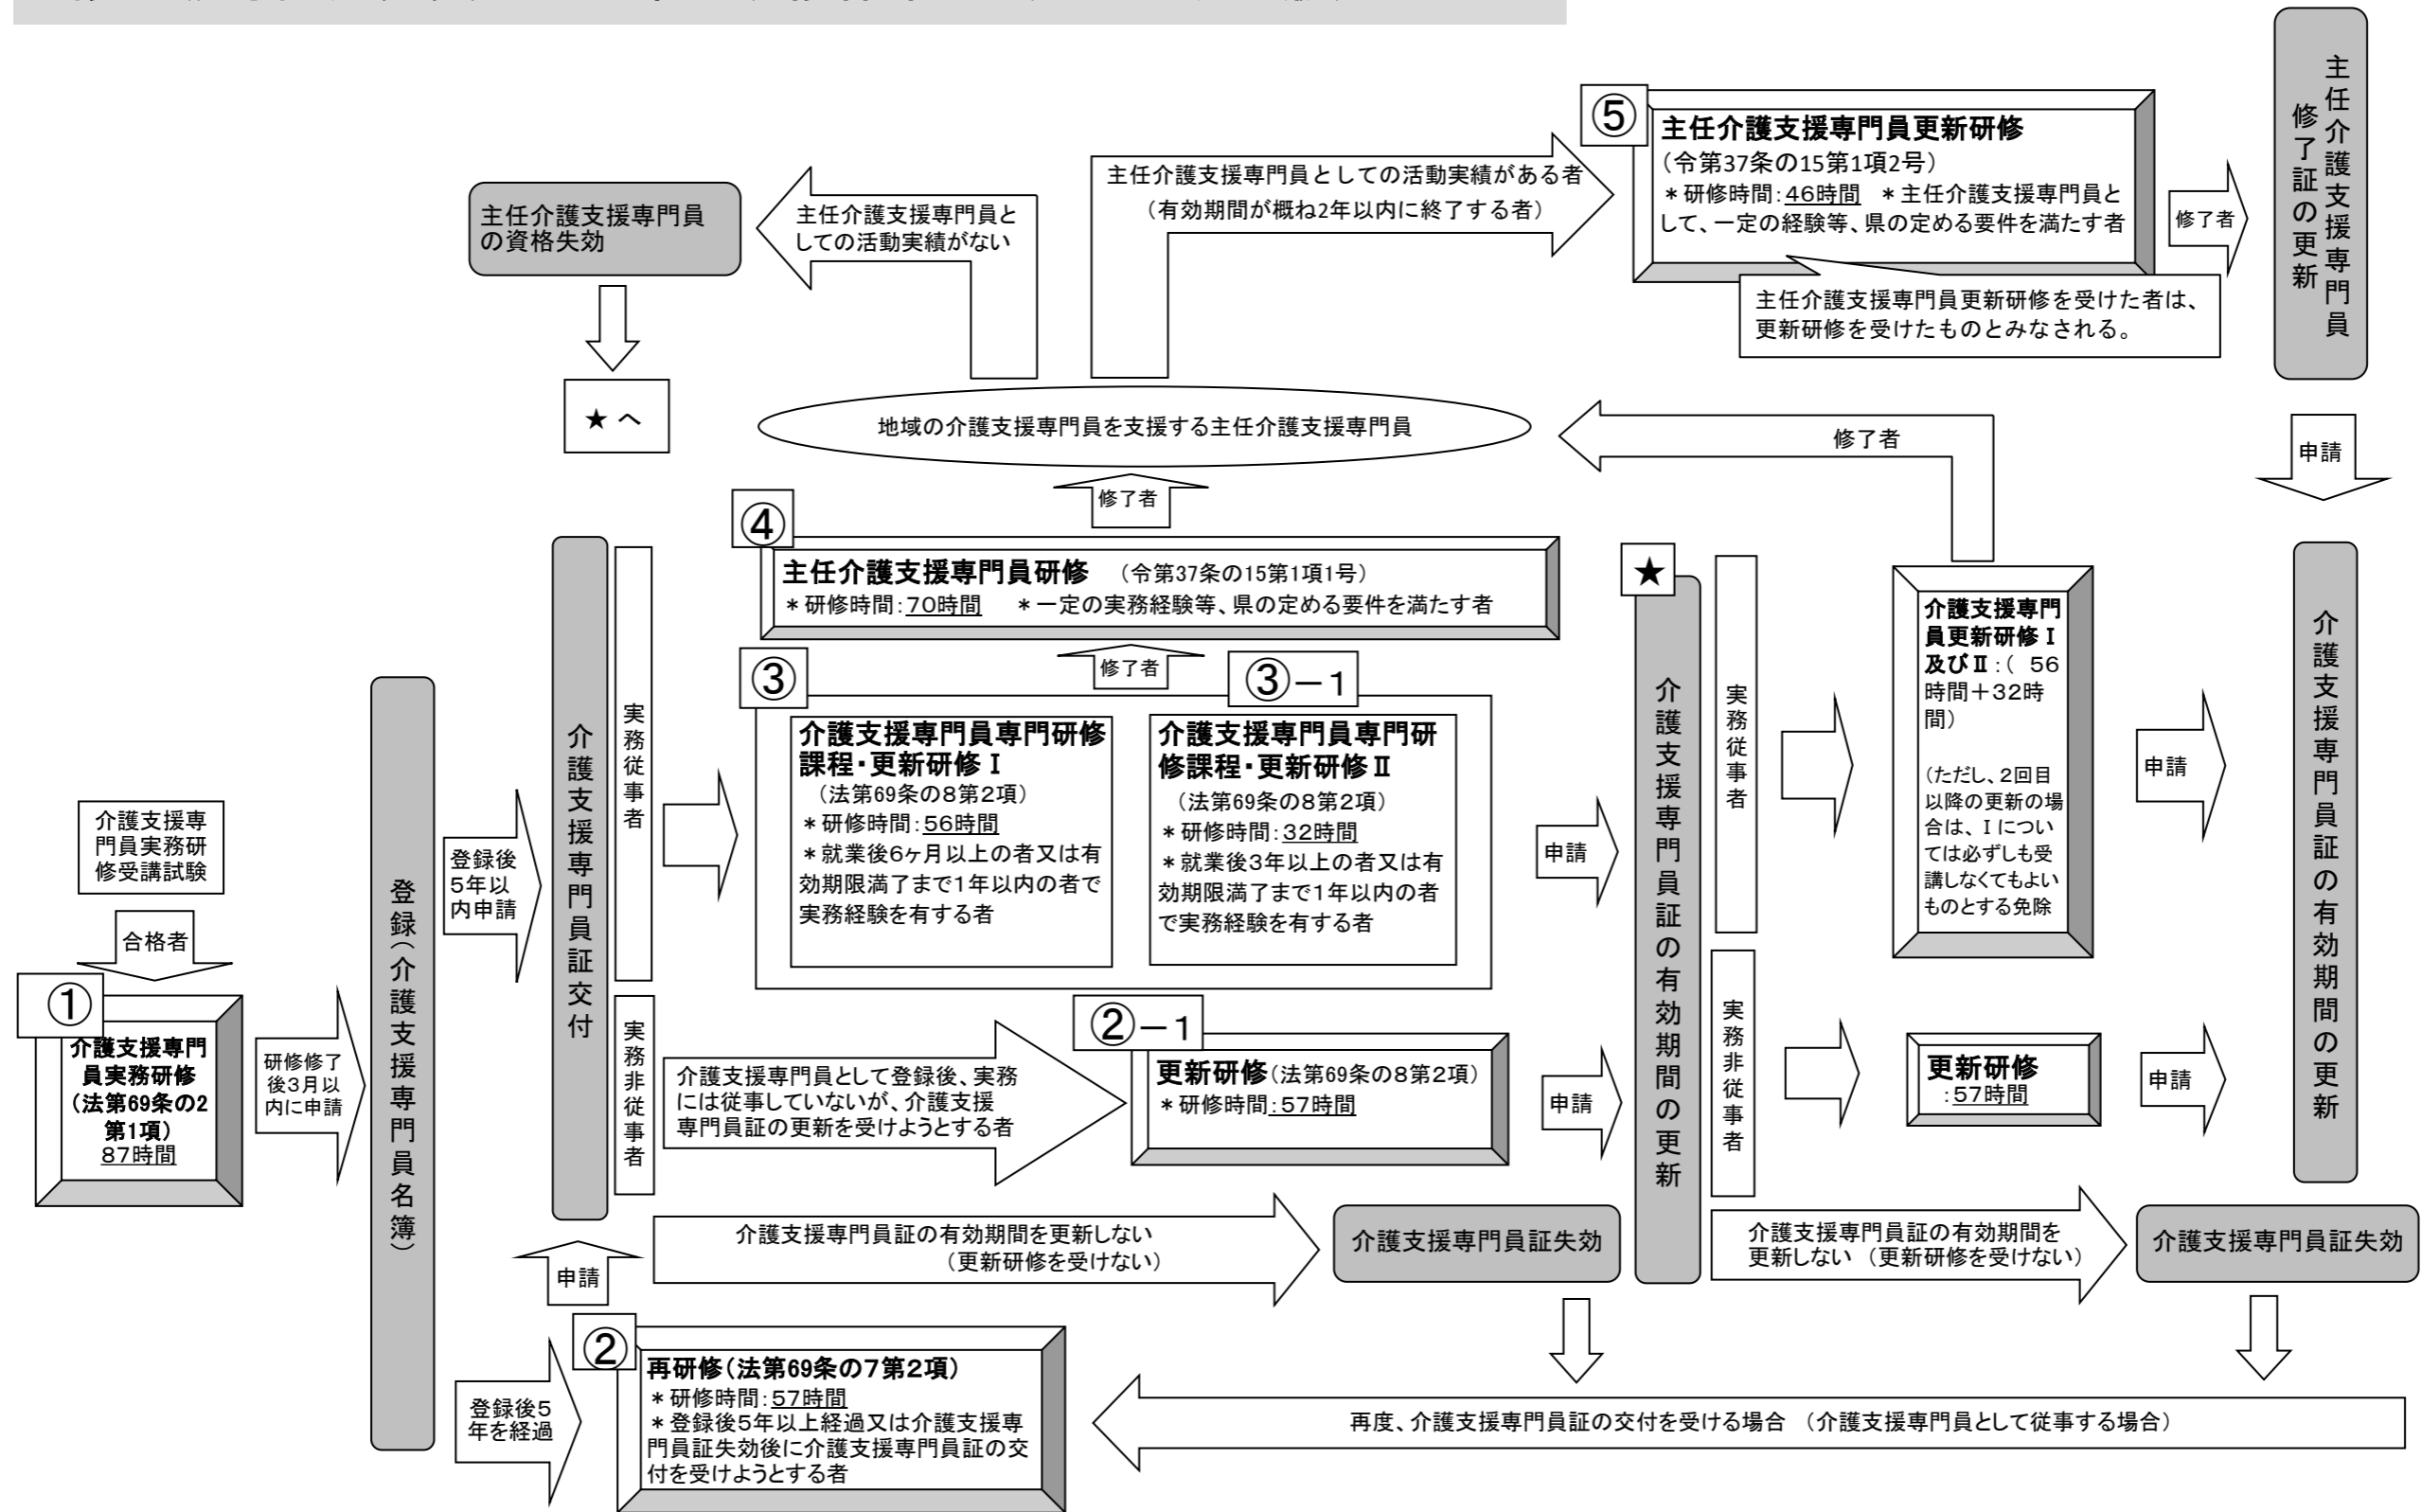 ⑤
主任介護支援専門員更新研修
（令第37条の15第1項2号）
＊研修時間：46時間　＊主任介護支援専門員と
して、一定の経験等、県の定める要件を満たす者
主任介護支援専門員更新研修を受けた者は、
更新研修を受けたものとみなされる。
修了者
主任介護支援専門員
修了証の更新
申請
主任介護支援専門員としての活動実績がある者
（有効期間が概ね2年以内に終了する者）
主任介護支援専門員と
しての活動実績がない
主任介護支援専門員
の資格失効
★へ
地域の介護支援専門員を支援する主任介護支援専門員
修了者
修了者
④
主任介護支援専門員研修　（令第37条の15第1項1号）
＊研修時間：70時間　＊一定の実務経験等、県の定める要件を満たす者
修了者
③
介護支援専門員専門研修
課程・更新研修Ⅰ
（法第69条の8第2項）
＊研修時間：56時間
＊就業後6ヶ月以上の者又は有
効期限満了まで1年以内の者で
実務経験を有する者
③－1
介護支援専門員専門研
修課程・更新研修Ⅱ
（法第69条の8第2項）
＊研修時間：32時間
＊就業後3年以上の者又は有
効期限満了まで1年以内の者
で実務経験を有する者
申請
介護支援専門員実務研修受講試験
合格者
①
介護支援専門
員実務研修
（法第69条の2
第1項）
87時間
研修修了
後3月以
内に申請
登録（介護支援専門員名簿）
登録後
5年以
内申請
介護支援専門員証交付
実務従事者
実務非従事者
介護支援専門員として登録後、実務
には従事していないが、介護支援
専門員証の更新を受けようとする者
②－1
更新研修（法第69条の8第2項）
＊研修時間：57時間
申請
★
介護支援専門員証の有効期間の更新
実務従事者
介護支援専門
員更新研修Ⅰ
及びⅡ：（ 56
時間＋32時
間）
（ただし、2回目
以降の更新の場
合は、Ⅰについ
ては必ずしも受
講しなくてもよい
ものとする免除
申請
実務非従事者
更新研修
：57時間
申請
介護支援専門員証の有効期間の更新
介護支援専門員証の有効期間を更新しない
（更新研修を受けない）
介護支援専門員証失効
介護支援専門員証の有効期間を
更新しない （更新研修を受けない）
介護支援専門員証失効
申請
登録後5
年を経過
②
再研修（法第69条の7第2項）
＊研修時間：57時間
＊登録後5年以上経過又は介護支援専
門員証失効後に介護支援専門員証の交
付を受けようとする者
再度、介護支援専門員証の交付を受ける場合　（介護支援専門員として従事する場合）